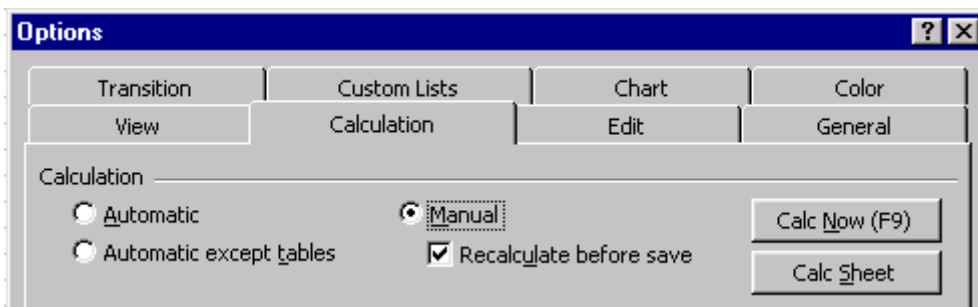 Options
Transition Custom Lists Chart Color
View Calculation Edit General
Calculation
Automatic Manual Calc Now (F9)
Automatic except tables Recalculate before save
Calc Sheet